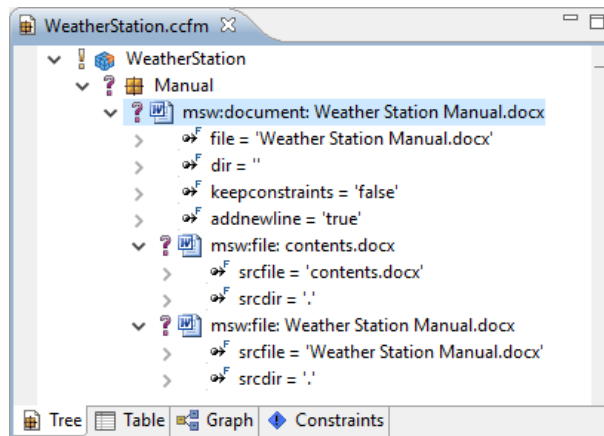 WeatherStation.ccfm
WeatherStation
Manual
msw:document: Weather Station Manual.docx
file = 'Weather Station Manual.docx'
dir = ''
keepconstraints = 'false'
addnewline = 'true'
msw:file: contents.docx
srcfile = 'contents.docx'
srcdir = '.'
msw:file: Weather Station Manual.docx
srcfile = 'Weather Station Manual.docx'
srcdir = '.'
Tree Table Graph Constraints